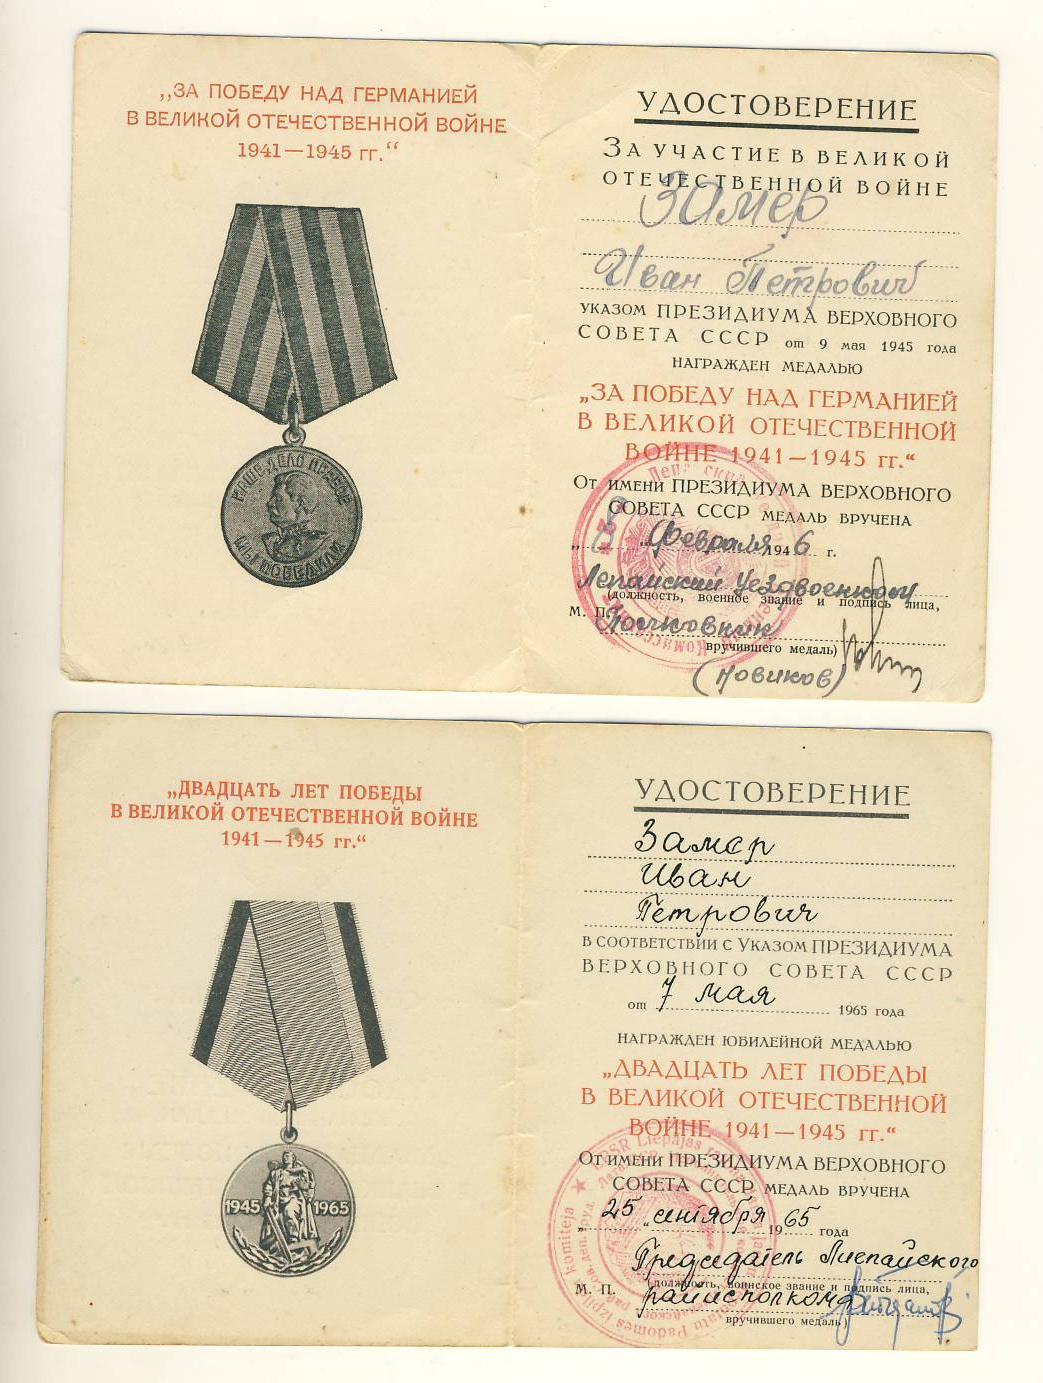 „ЗА ПОБЕДУ НАД ГЕРМАНИЕЙ
В ВЕЛИКОЙ ОТЕЧЕСТВЕННОЙ ВОЙНЕ
1941—1945 гг.“
НАШЕ ДЕЛО ПРАВОЕ
МЫ ПОБЕДИЛИ
УДОСТОВЕРЕНИЕ
ЗА УЧАСТИЕ В ВЕЛИКОЙ
ОТЕЧЕСТВЕННОЙ ВОЙНЕ
Замер
Иван Петрович
УКАЗОМ ПРЕЗИДИУМА ВЕРХОВНОГО
СОВЕТА СССР от 9 мая 1945 года
НАГРАЖДЕН МЕДАЛЬЮ
„ЗА ПОБЕДУ НАД ГЕРМАНИЕЙ
В ВЕЛИКОЙ ОТЕЧЕСТВЕННОЙ
ВОЙНЕ 1941—1945 гг.“
ОТ ИМЕНИ ПРЕЗИДИУМА ВЕРХОВНОГО
СОВЕТА СССР МЕДАЛЬ ВРУЧЕНА
февраля 1946 г.
Лепайский Уездвоенком
(должность, военное звание и подпись лица,
М. П. Полковник
вручившего медаль)
(Новиков)
„ДВАДЦАТЬ ЛЕТ ПОБЕДЫ
В ВЕЛИКОЙ ОТЕЧЕСТВЕННОЙ ВОЙНЕ
1941—1945 гг.“
1945 1965
УДОСТОВЕРЕНИЕ
Замер
Иван
Петрович
В СООТВЕТСТВИИ С УКАЗОМ ПРЕЗИДИУМА
ВЕРХОВНОГО СОВЕТА СССР
от 7 мая 1965 года
НАГРАЖДЕН ЮБИЛЕЙНОЙ МЕДАЛЬЮ
„ДВАДЦАТЬ ЛЕТ ПОБЕДЫ
В ВЕЛИКОЙ ОТЕЧЕСТВЕННОЙ
ВОЙНЕ 1941—1945 гг.“
ОТ ИМЕНИ ПРЕЗИДИУМА ВЕРХОВНОГО
СОВЕТА СССР МЕДАЛЬ ВРУЧЕНА
„25“ сентября 1965 года
Председатель Лиепайского
(должность, воинское звание и подпись лица,
М. П. райисполкома
вручившего медаль)